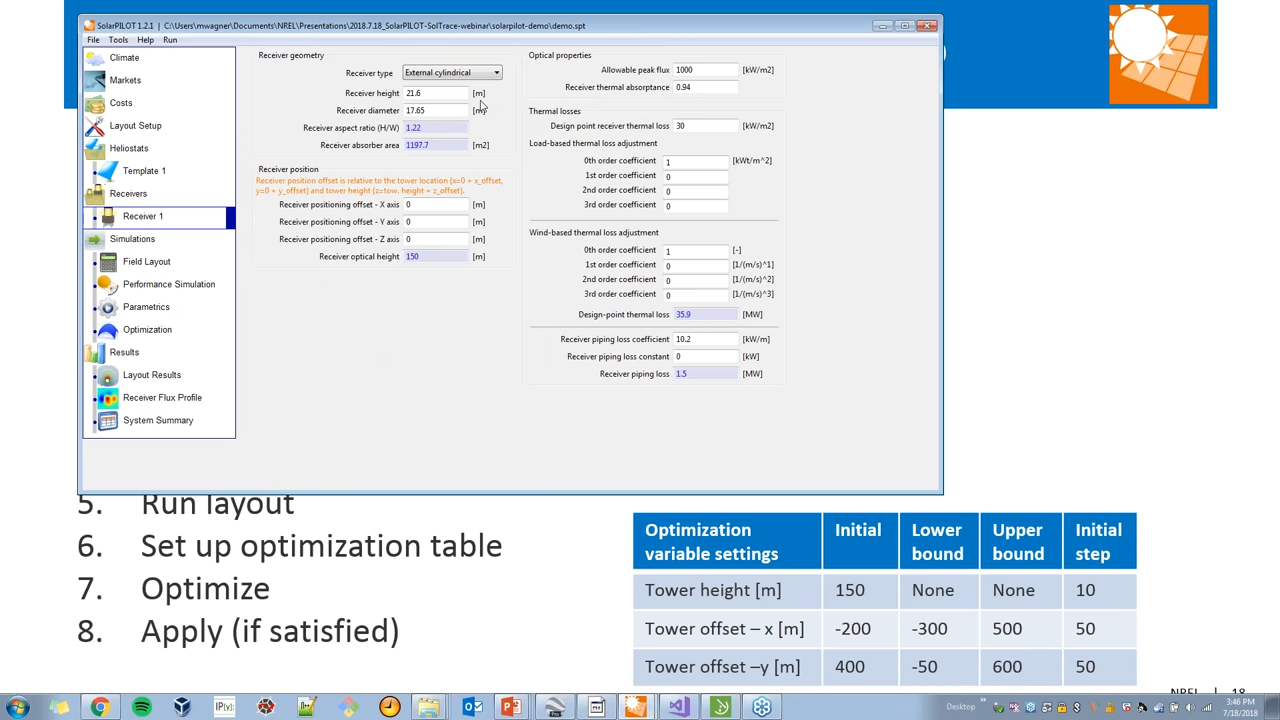 SolarPILOT 1.2.1 | C:\Users\mwagner\Documents\NREL\Presentations\2018.7.18_SolarPILOT-SolTrace-webinar\solarpilot-demo\demo.spt
File Tools Help Run
Climate
Markets
Costs
Layout Setup
Heliostats
Template 1
Receivers
Receiver 1
Simulations
Field Layout
Performance Simulation
Parametrics
Optimization
Results
Layout Results
Receiver Flux Profile
System Summary
Receiver geometry
Receiver type External cylindrical
Receiver height 21.6 [m]
Receiver diameter 17.65 [m]
Receiver aspect ratio (H/W) 1.22
Receiver absorber area 1197.7 [m2]
Receiver position
Receiver position offset is relative to the tower location (x=0 + x_offset,
y=0 + y_offset) and tower height (z=tow. height + z_offset).
Receiver positioning offset - X axis 0 [m]
Receiver positioning offset - Y axis 0 [m]
Receiver positioning offset - Z axis 0 [m]
Receiver optical height 150 [m]
Optical properties
Allowable peak flux 1000 [kW/m2]
Receiver thermal absorptance 0.94
Thermal losses
Design point receiver thermal loss 30 [kW/m2]
Load-based thermal loss adjustment
0th order coefficient 1 [kWt/m^2]
1st order coefficient 0
2nd order coefficient 0
3rd order coefficient 0
Wind-based thermal loss adjustment
0th order coefficient 1 [-]
1st order coefficient 0 [1/(m/s)^1]
2nd order coefficient 0 [1/(m/s)^2]
3rd order coefficient 0 [1/(m/s)^3]
Design-point thermal loss 35.9 [MW]
Receiver piping loss coefficient 10.2 [kW/m]
Receiver piping loss constant 0 [kW]
Receiver piping loss 1.5 [MW]
5. Run layout
6. Set up optimization table
7. Optimize
8. Apply (if satisfied)
Optimization variable settings Initial Lower bound Upper bound Initial step
Tower height [m] 150 None None 10
Tower offset – x [m] -200 -300 500 50
Tower offset –y [m] 400 -50 600 50
NREL | 18
IP[y]:
Desktop »
3:46 PM
7/18/2018